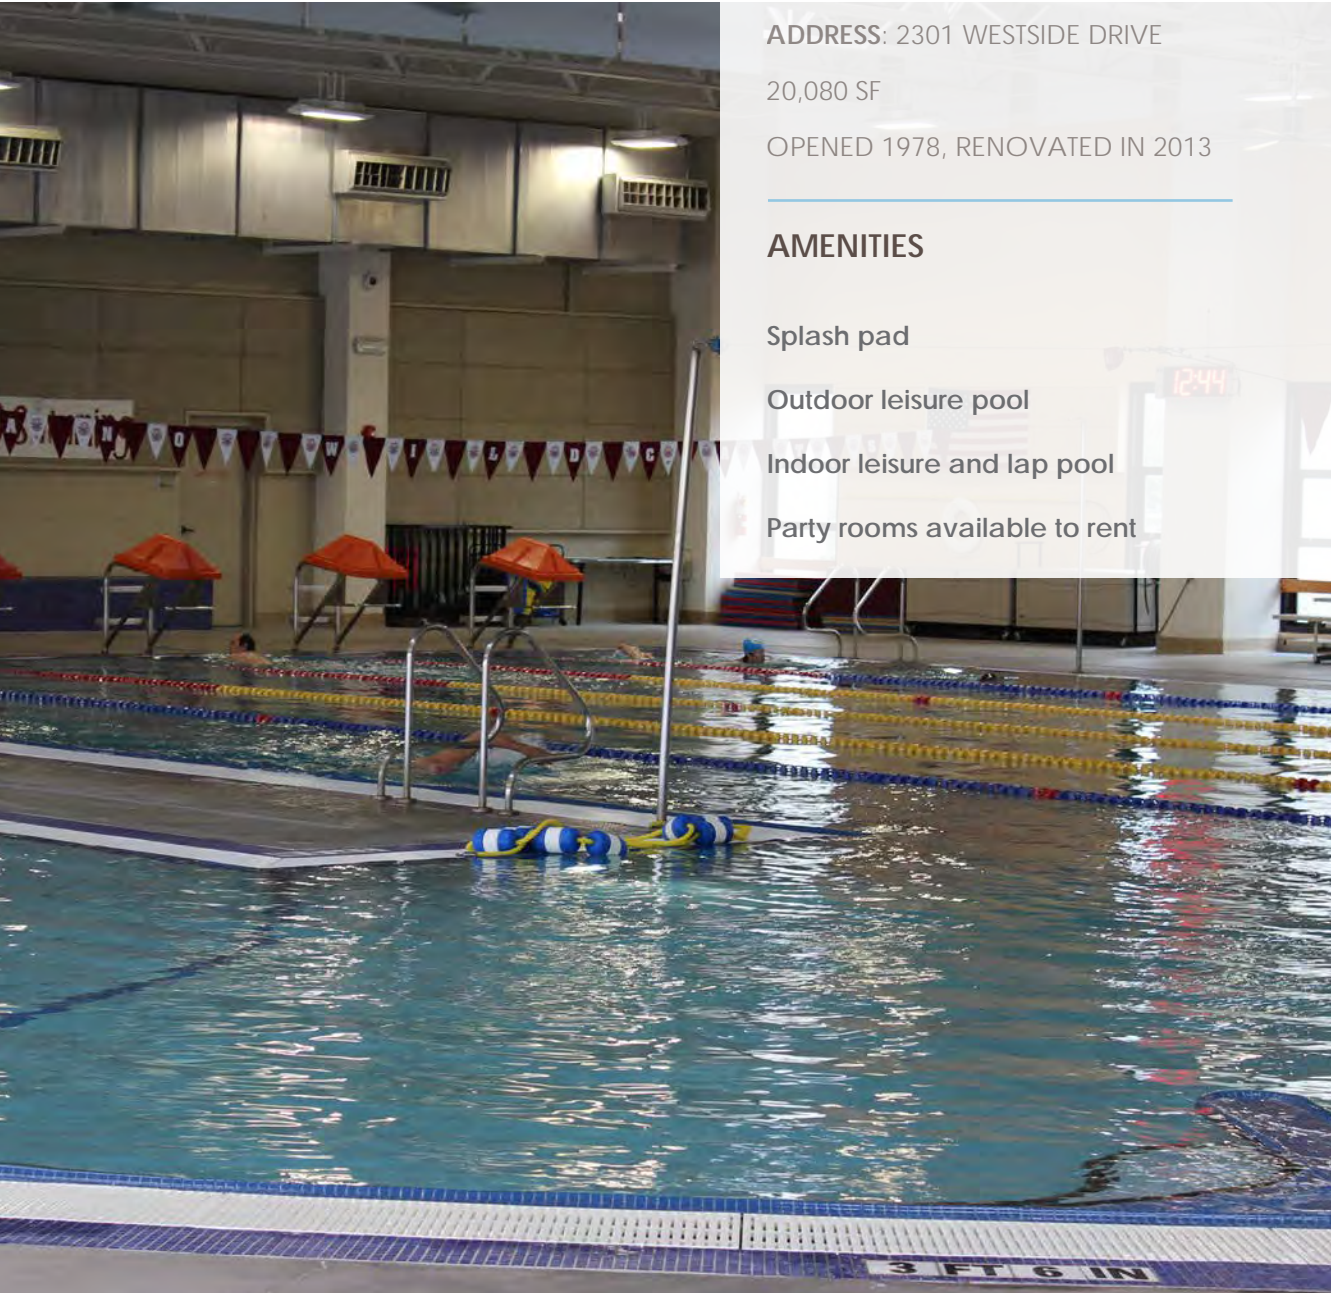 ADDRESS: 2301 WESTSIDE DRIVE
20,080 SF
OPENED 1978, RENOVATED IN 2013
AMENITIES
Splash pad
12:44
Outdoor leisure pool
A N O W I L D C
Indoor leisure and lap pool
Party rooms available to rent
3 FT 6 IN